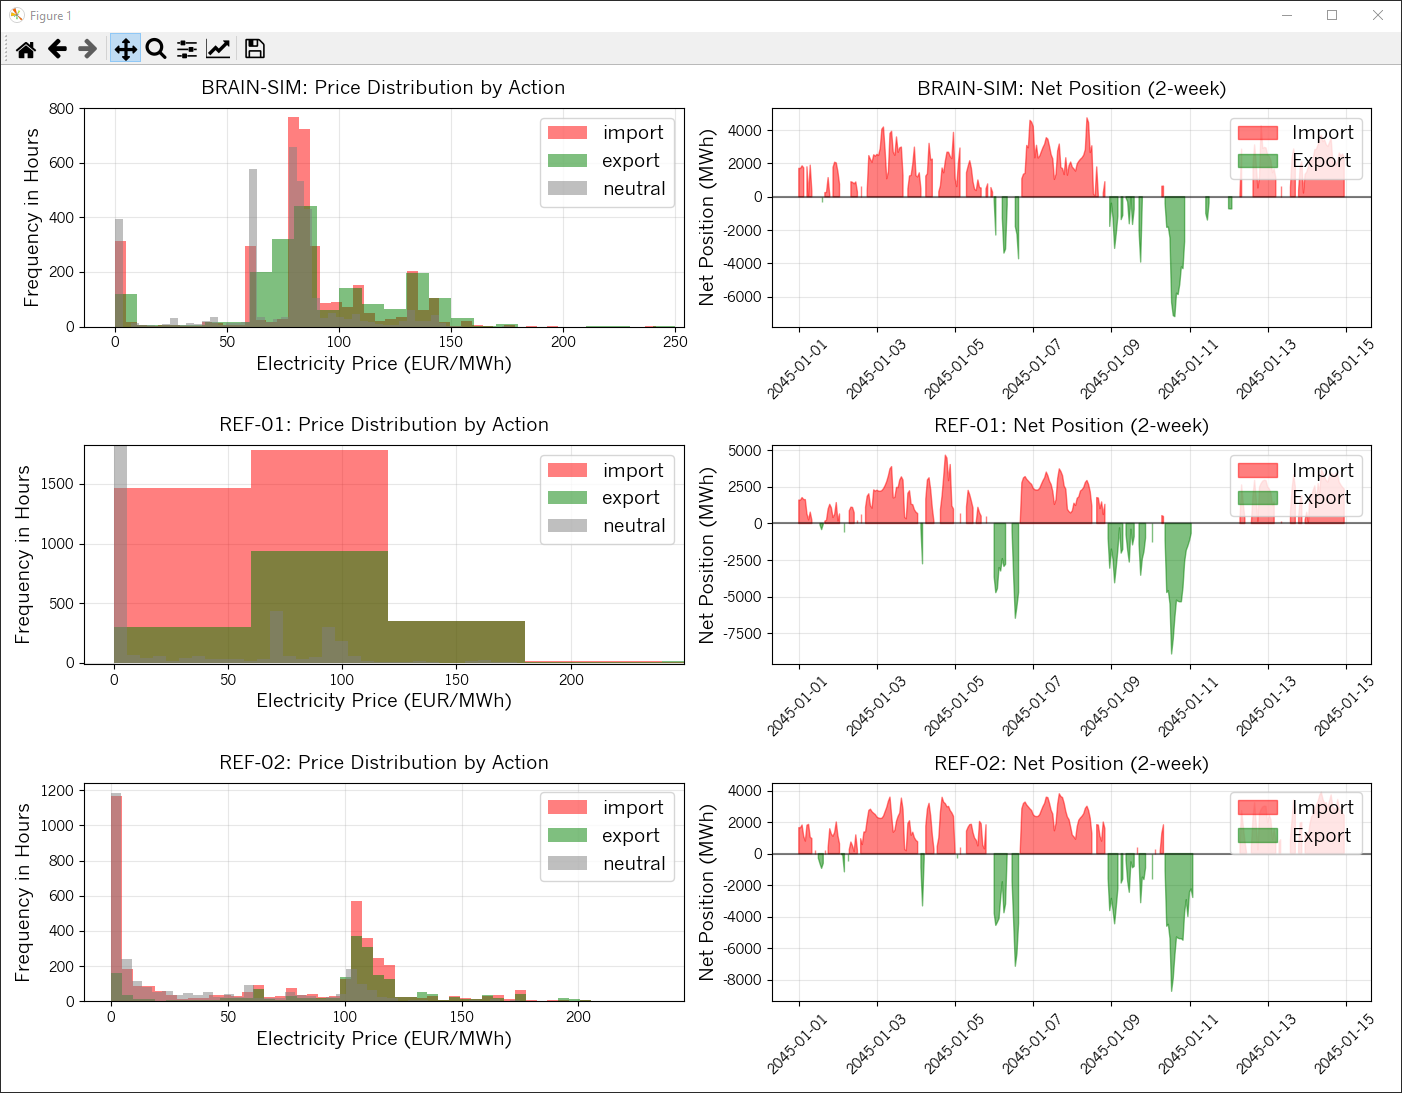 Figure 1
BRAIN-SIM: Price Distribution by Action
Frequency in Hours
800
600
400
200
0
import
export
neutral
0 50 100 150 200 250
Electricity Price (EUR/MWh)
BRAIN-SIM: Net Position (2-week)
Net Position (MWh)
4000
2000
0
-2000
-4000
-6000
Import
Export
2045-01-01 2045-01-03 2045-01-05 2045-01-07 2045-01-09 2045-01-11 2045-01-13 2045-01-15
REF-01: Price Distribution by Action
Frequency in Hours
1500
1000
500
0
import
export
neutral
0 50 100 150 200
Electricity Price (EUR/MWh)
REF-01: Net Position (2-week)
Net Position (MWh)
5000
2500
0
-2500
-5000
-7500
Import
Export
2045-01-01 2045-01-03 2045-01-05 2045-01-07 2045-01-09 2045-01-11 2045-01-13 2045-01-15
REF-02: Price Distribution by Action
Frequency in Hours
1200
1000
800
600
400
200
0
import
export
neutral
0 50 100 150 200
Electricity Price (EUR/MWh)
REF-02: Net Position (2-week)
Net Position (MWh)
4000
2000
0
-2000
-4000
-6000
-8000
Import
Export
2045-01-01 2045-01-03 2045-01-05 2045-01-07 2045-01-09 2045-01-11 2045-01-13 2045-01-15